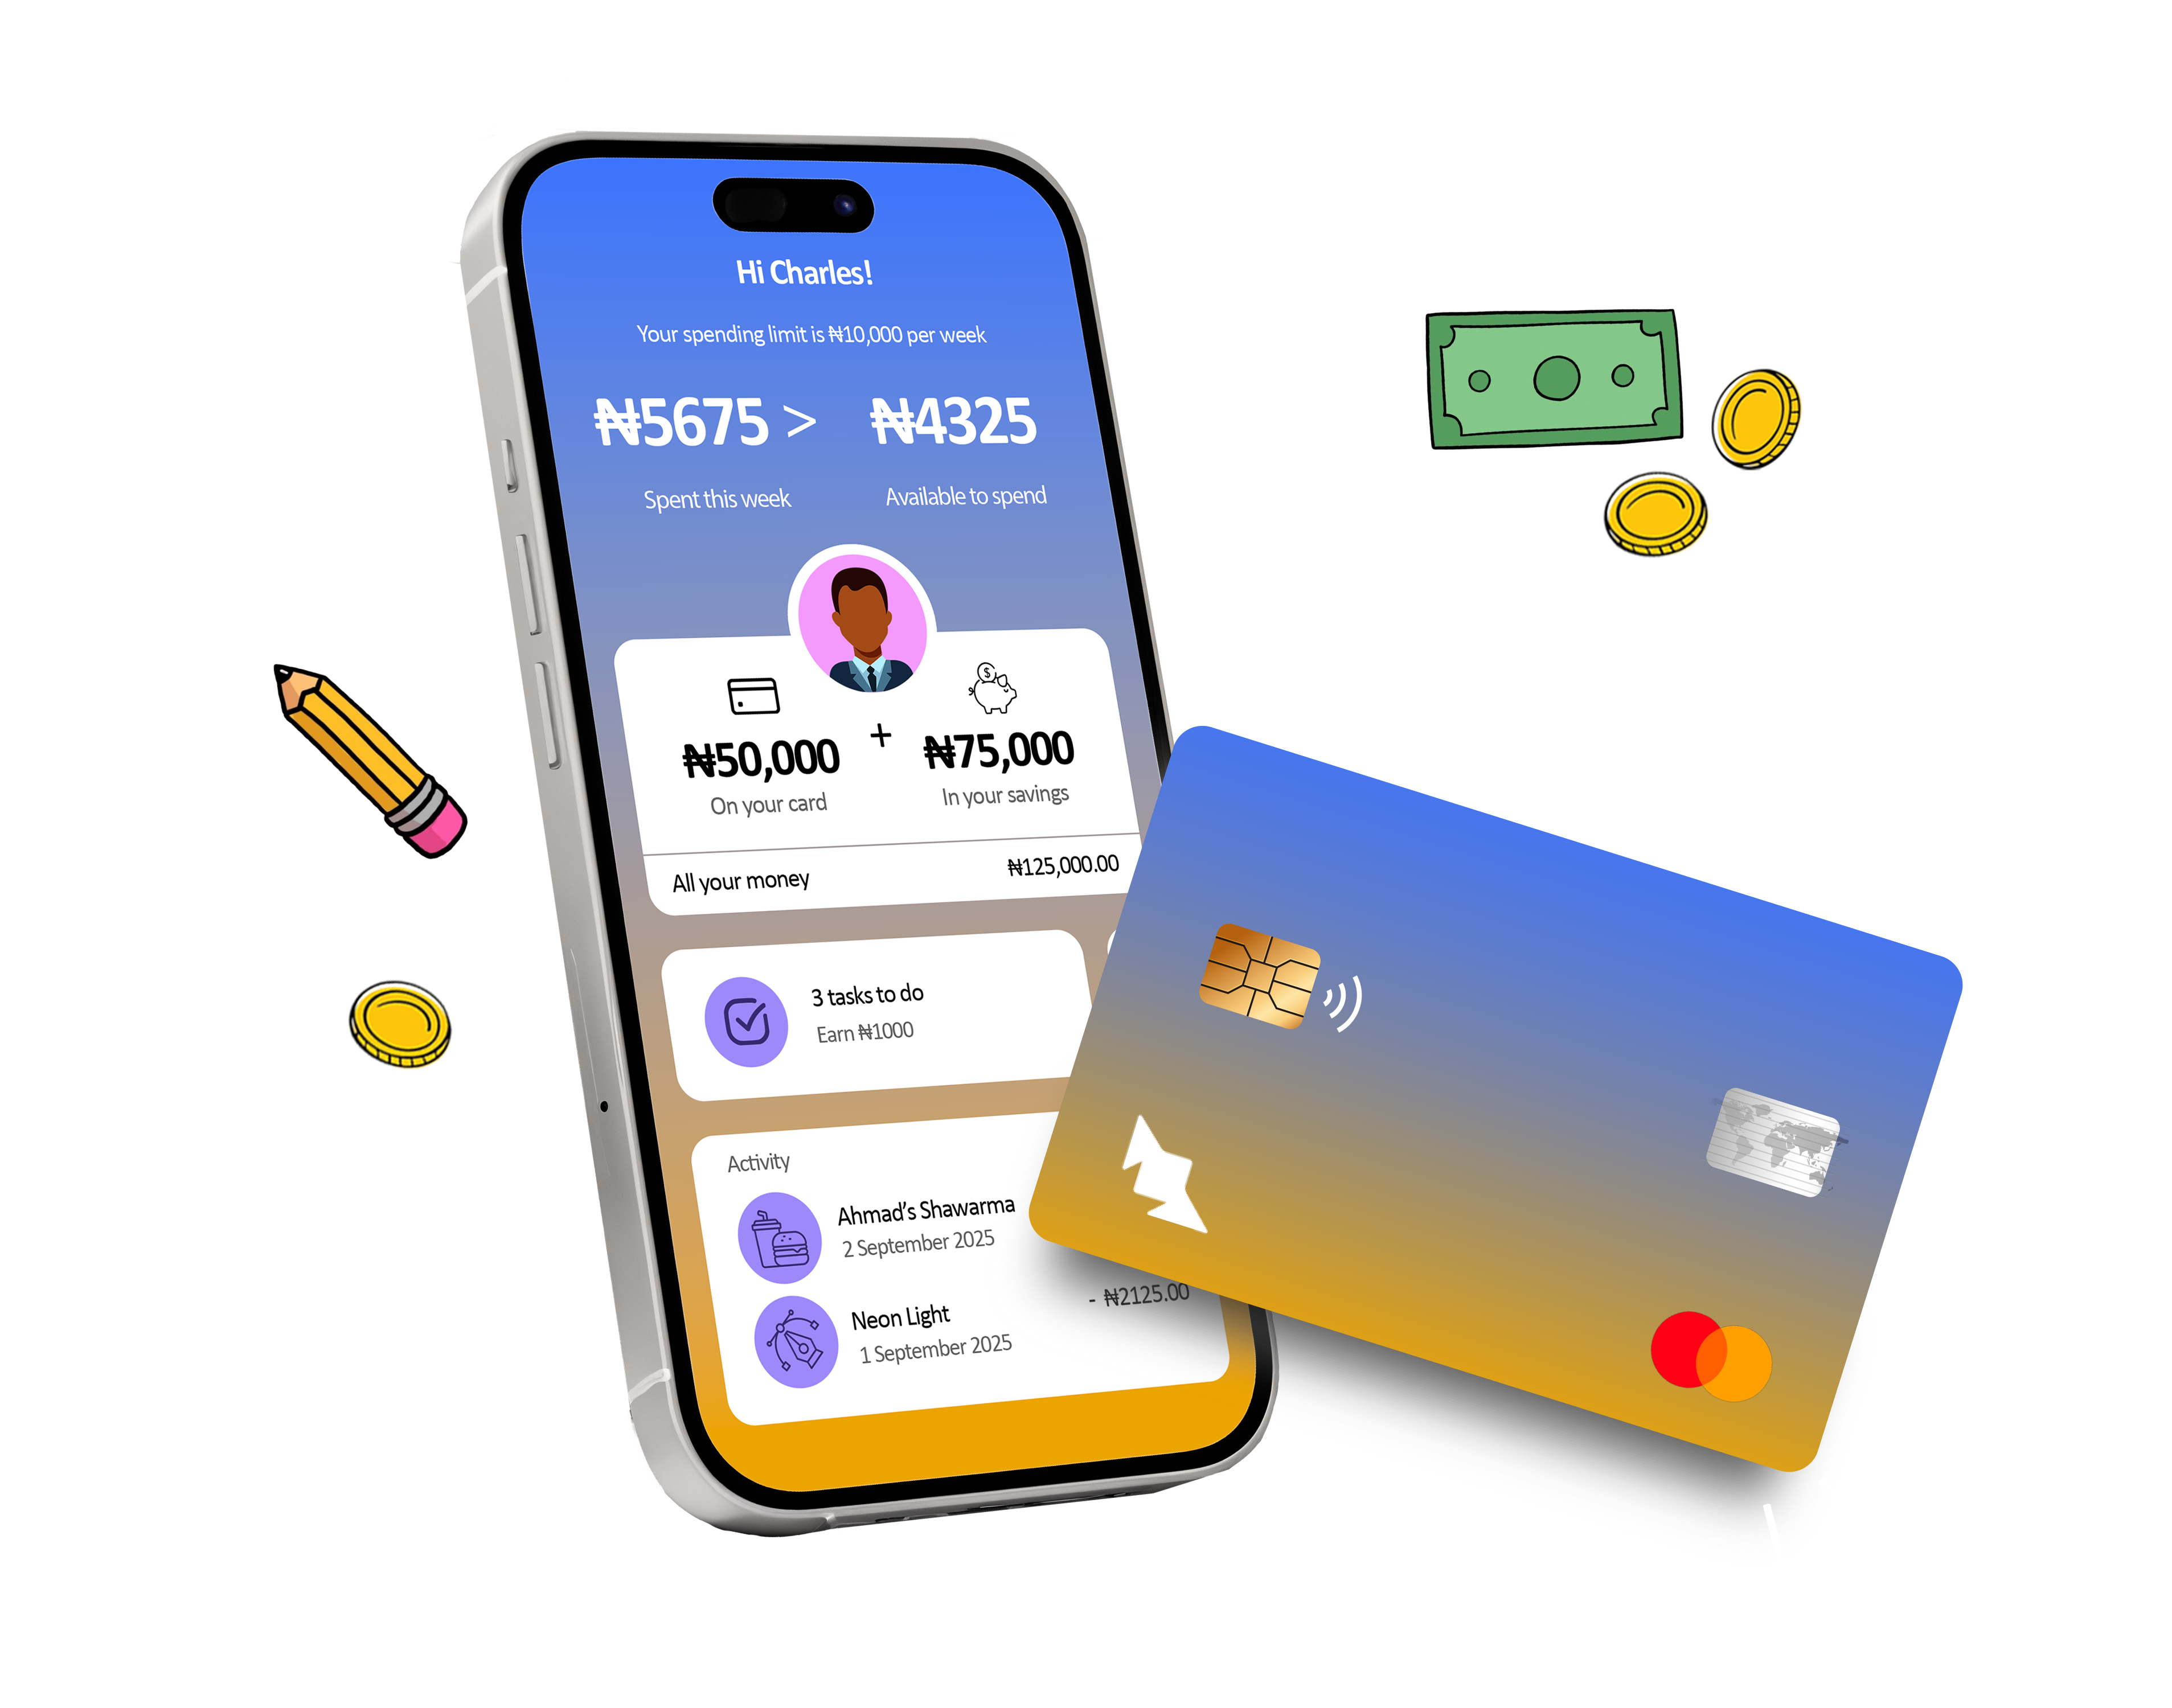 Hi Charles!
Your spending limit is ₦10,000 per week
₦5675 > ₦4325
Spent this week Available to spend
$
₦50,000 + ₦75,000
On your card In your savings
All your money ₦125,000.00
3 tasks to do
Earn ₦1000
Activity
Ahmad's Shawarma
2 September 2025
- ₦2125.00
Neon Light
1 September 2025